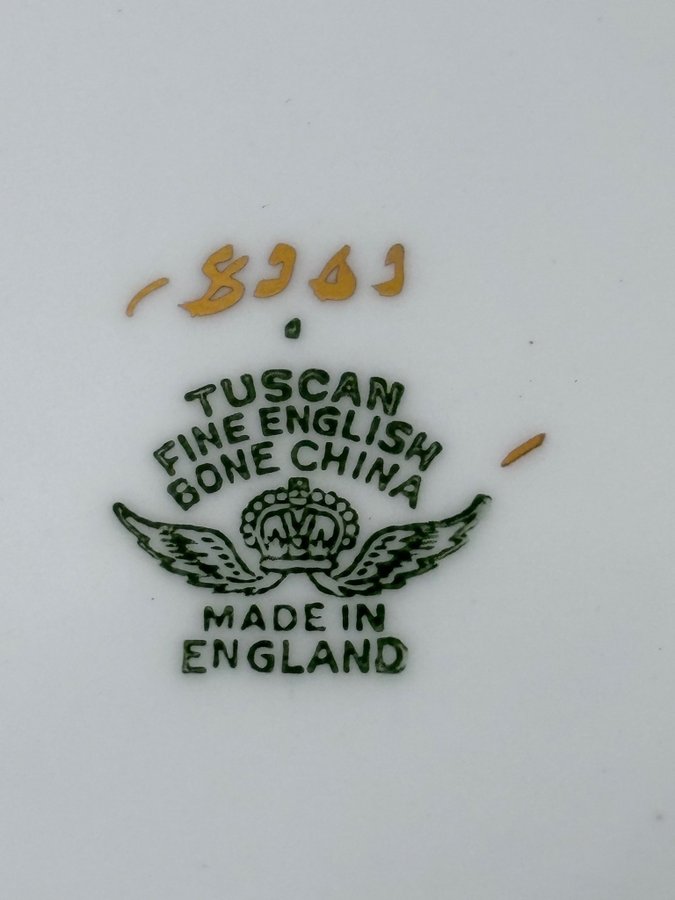 TUSCAN
FINE ENGLISH
BONE CHINA
MADE IN
ENGLAND